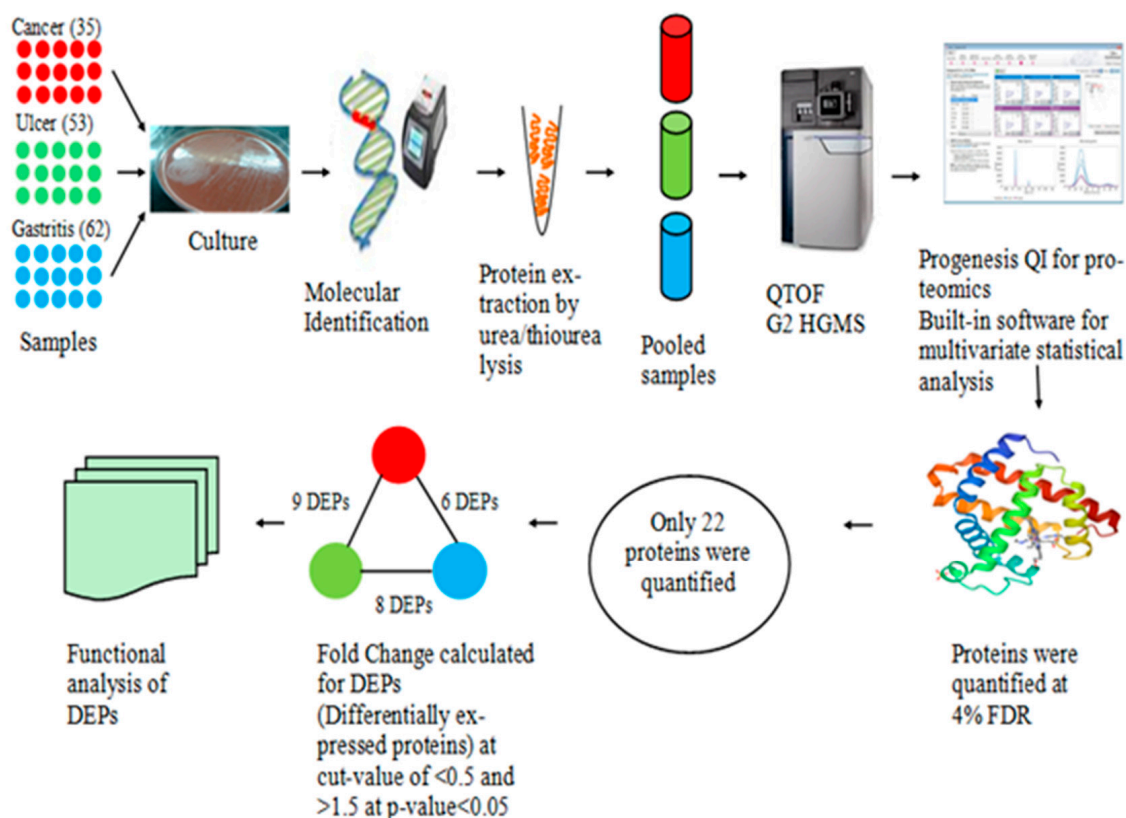 Cancer (35)
Ulcer (53)
Gastritis (62)
Samples
Culture
Molecular
Identification
Protein ex-
traction by
urea/thiourea
lysis
Pooled
samples
QTOF
G2 HGMS
Progenesis QI for pro-
teomics
Built-in software for
multivariate statistical
analysis
Proteins were
quantified at
4% FDR
Only 22
proteins were
quantified
9 DEPs
6 DEPs
8 DEPs
Fold Change calculated
for DEPs
(Differentially ex-
pressed proteins) at
cut-value of <0.5 and
>1.5 at p-value<0.05
Functional
analysis of
DEPs